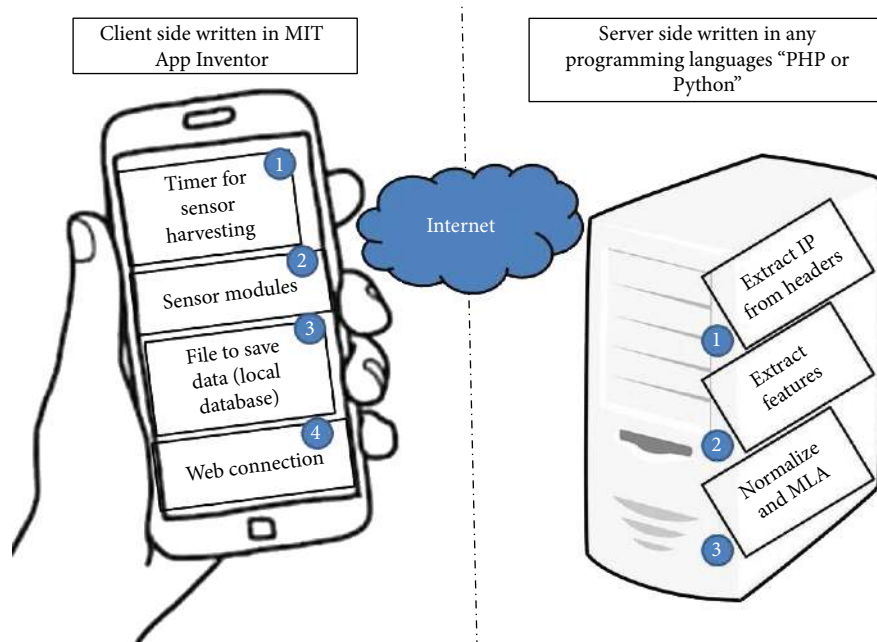 Client side written in MIT
App Inventor
Server side written in any
programming languages “PHP or
Python”
1
Timer for
sensor
harvesting
2
Sensor modules
3
File to save
data (local
database)
4
Web connection
Internet
Extract IP
from headers
1
Extract
features
2
Normalize
and MLA
3